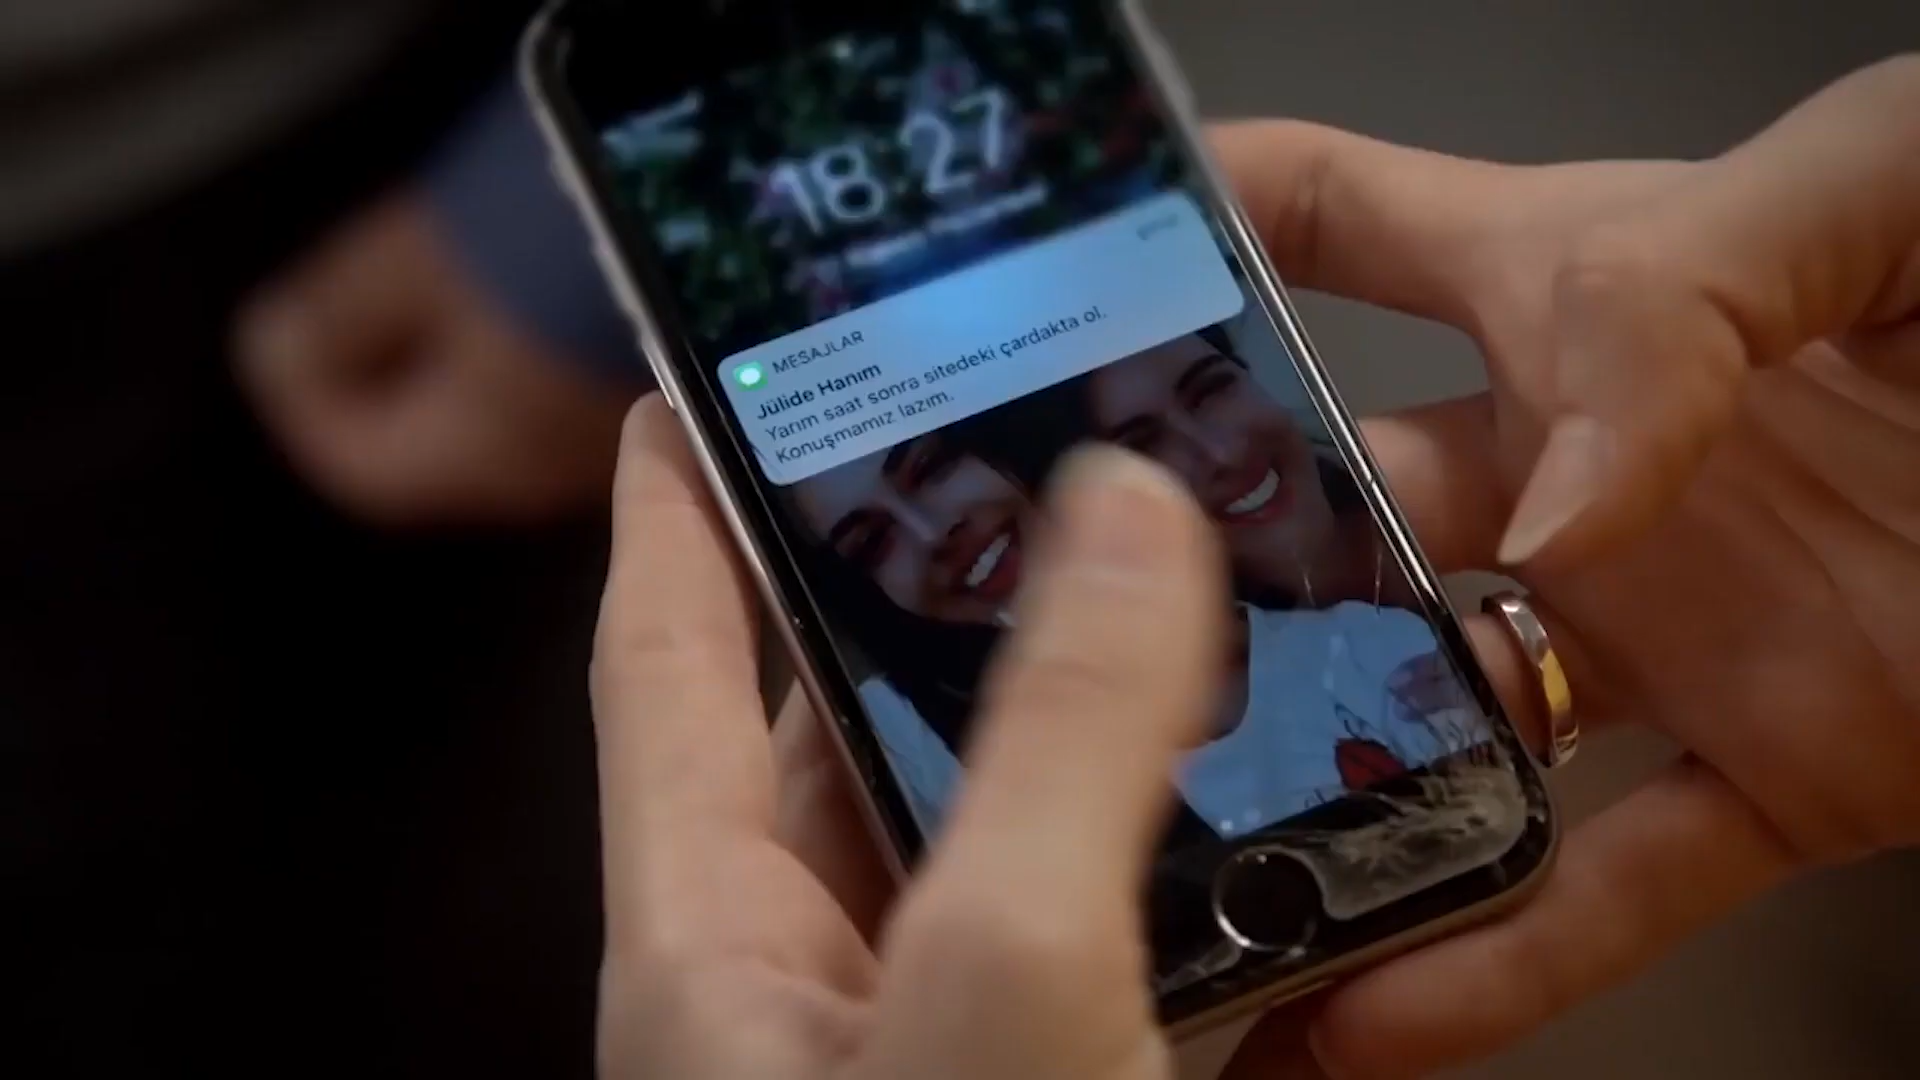 18:27
MESAJLAR
Jülide Hanım
Yarım saat sonra sitedeki çardakta ol.
Konuşmamız lazım.